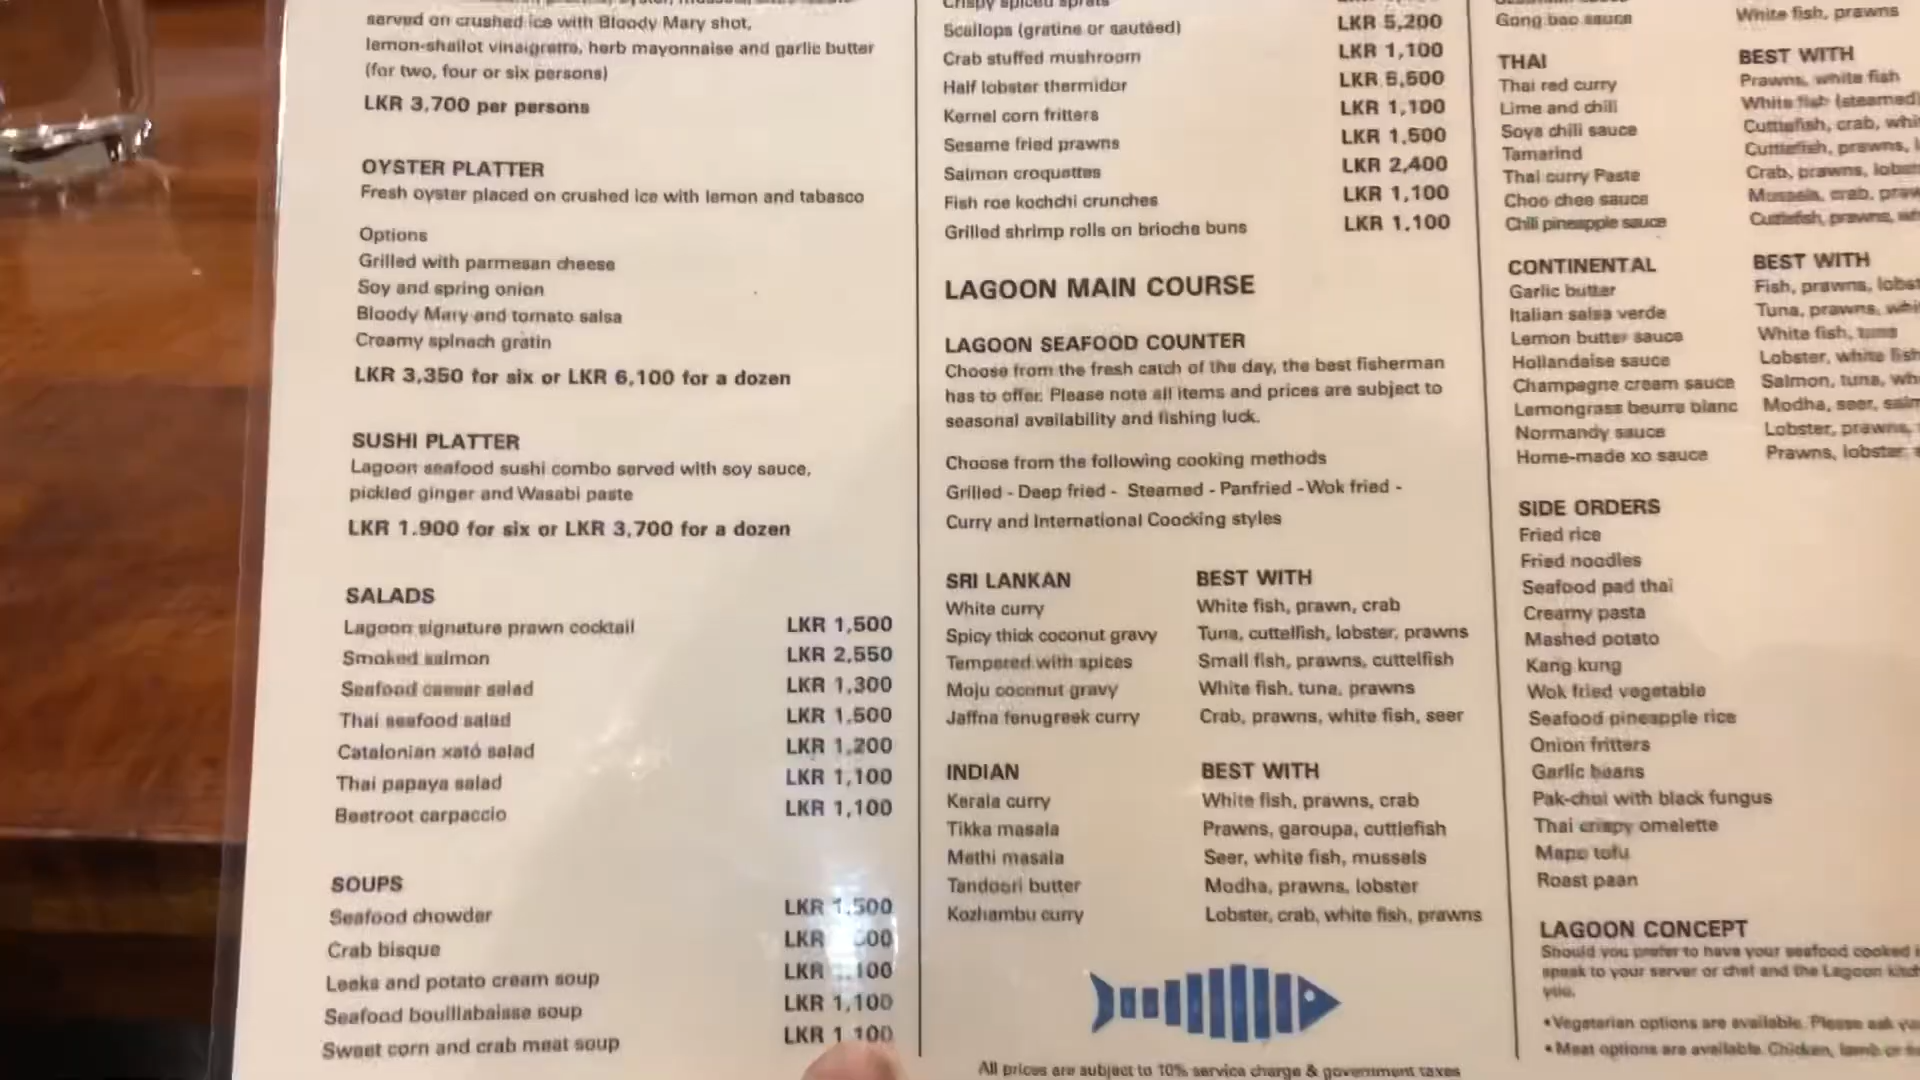 served on crushed ice with Bloody Mary shot,
lemon-shallot vinaigrette, herb mayonnaise and garlic butter
(for two, four or six persons)
LKR 3,700 per persons
OYSTER PLATTER
Fresh oyster placed on crushed ice with lemon and tabasco
Options
Grilled with parmesan cheese
Soy and spring onion
Bloody Mary and tomato salsa
Creamy spinach gratin
LKR 3,350 for six or LKR 6,100 for a dozen
SUSHI PLATTER
Lagoon seafood sushi combo served with soy sauce,
pickled ginger and Wasabi paste
LKR 1.900 for six or LKR 3,700 for a dozen
SALADS
Lagoon signature prawn cocktail LKR 1,500
Smoked salmon LKR 2,550
Seafood caesar salad LKR 1,300
Thai seafood salad LKR 1,500
Catalonian xató salad LKR 1,200
Thai papaya salad LKR 1,100
Beetroot carpaccio LKR 1,100
SOUPS
Seafood chowder LKR 1,500
Crab bisque LKR
Leeks and potato cream soup LKR
Seafood bouillabaisse soup LKR 1,100
Sweet corn and crab meat soup LKR 1,100
Crispy spiced sprats
Scallops (gratine or sautéed) LKR 5,200
Crab stuffed mushroom LKR 1,100
Half lobster thermidor LKR 5,500
Kernel corn fritters LKR 1,100
Sesame fried prawns LKR 1,500
Salmon croquettes LKR 2,400
Fish roe kochchi crunches LKR 1,100
Grilled shrimp rolls on brioche buns LKR 1.100
LAGOON MAIN COURSE
LAGOON SEAFOOD COUNTER
Choose from the fresh catch of the day, the best fisherman
has to offer. Please note all items and prices are subject to
seasonal availability and fishing luck.
Choose from the following cooking methods
Grilled - Deep fried - Steamed - Panfried - Wok fried -
Curry and International Coocking styles
SRI LANKAN BEST WITH
White curry White fish, prawn, crab
Spicy thick coconut gravy Tuna, cuttelfish, lobster, prawns
Tempered with spices Small fish, prawns, cuttelfish
Moju coconut gravy White fish, tuna, prawns
Jaffna fenugreek curry Crab, prawns, white fish, seer
INDIAN BEST WITH
Kerala curry White fish, prawns, crab
Tikka masala Prawns, garoupa, cuttlefish
Methi masala Seer, white fish, mussels
Tandoori butter Modha, prawns, lobster
Kozhambu curry Lobster, crab, white fish, prawns
All prices are subject to 10% service charge & government taxes
Gong bao sauce White fish, prawns
THAI BEST WITH
Thai red curry Prawns, white fish
Lime and chili White fish (steamed)
Soya chili sauce Cuttlefish, crab,
Tamarind Cuttlefish, prawns,
Thai curry Paste Crab, prawns,
Choo chee sauce Mussels, crab,
Chili pineapple sauce Cuttlefish, prawns,
CONTINENTAL BEST WITH
Garlic butter Fish, prawns,
Italian salsa verde Tuna, prawns,
Lemon butter sauce White fish, tuna
Hollandaise sauce Lobster, white fish
Champagne cream sauce Salmon, tuna,
Lemongrass beurre blanc Modha, seer,
Normandy sauce Lobster, prawns,
Home-made xo sauce Prawns, lobster,
SIDE ORDERS
Fried rice
Fried noodles
Seafood pad thai
Creamy pasta
Mashed potato
Kang kung
Wok fried vegetable
Seafood pineapple rice
Onion fritters
Garlic beans
Pak-choi with black fungus
Thai crispy omelette
Mapo tofu
Roast paan
LAGOON CONCEPT
Should you prefer to have your seafood cooked
speak to your server or chef and the Lagoon
you.
• Vegetarian options are available. Please ask
• Meat options are available. Chicken, lamb or